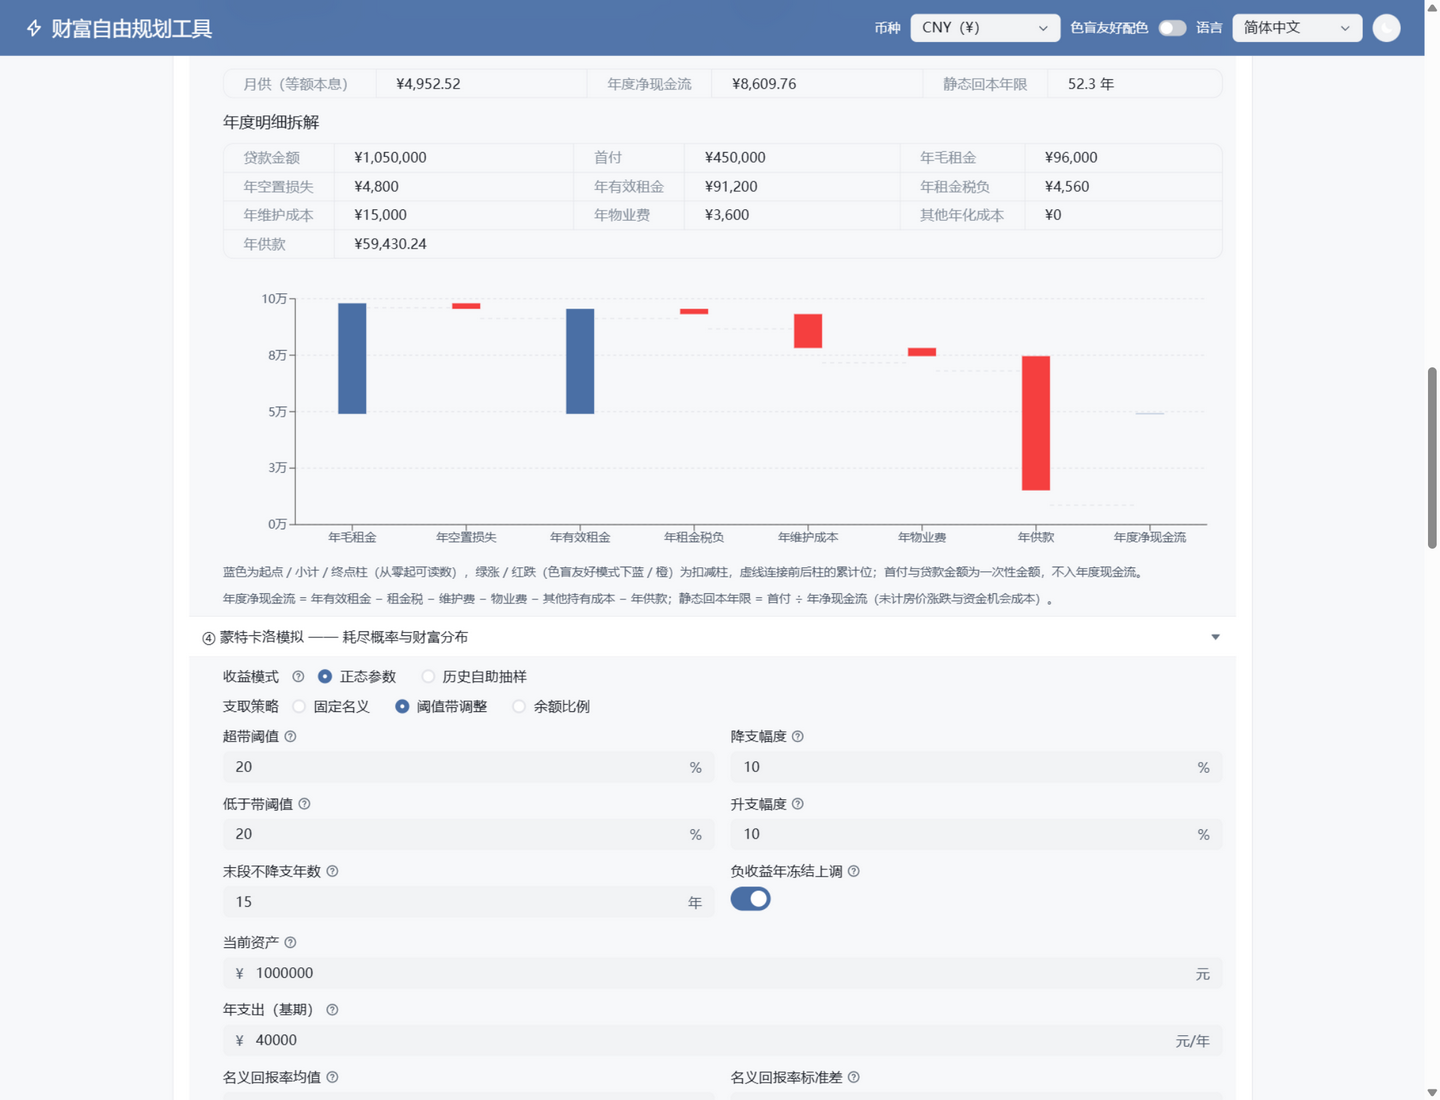 财富自由规划工具
币种 CNY（¥） 色盲友好配色 语言 简体中文
月供（等额本息） ¥4,952.52 年度净现金流 ¥8,609.76 静态回本年限 52.3 年
年度明细拆解
贷款金额 ¥1,050,000 首付 ¥450,000 年毛租金 ¥96,000
年空置损失 ¥4,800 年有效租金 ¥91,200 年租金税负 ¥4,560
年维护成本 ¥15,000 年物业费 ¥3,600 其他年化成本 ¥0
年供款 ¥59,430.24
10万
8万
5万
3万
0万
年毛租金 年空置损失 年有效租金 年租金税负 年维护成本 年物业费 年供款 年度净现金流
蓝色为起点 / 小计 / 终点柱（从零起可读数），绿涨 / 红跌（色盲友好模式下蓝 / 橙）为扣减柱，虚线连接前后柱的累计位；首付与贷款金额为一次性金额，不入年度现金流。
年度净现金流 = 年有效租金 − 租金税 − 维护费 − 物业费 − 其他持有成本 − 年供款；静态回本年限 = 首付 ÷ 年净现金流（未计房价涨跌与资金机会成本）。
④ 蒙特卡洛模拟 —— 耗尽概率与财富分布
收益模式 正态参数 历史自助抽样
支取策略 固定名义 阈值带调整 余额比例
超带阈值 降支幅度
20 % 10 %
低于带阈值 升支幅度
20 % 10 %
末段不降支年数 负收益年冻结上调
15 年
当前资产
¥ 1000000 元
年支出（基期）
¥ 40000 元/年
名义回报率均值 名义回报率标准差